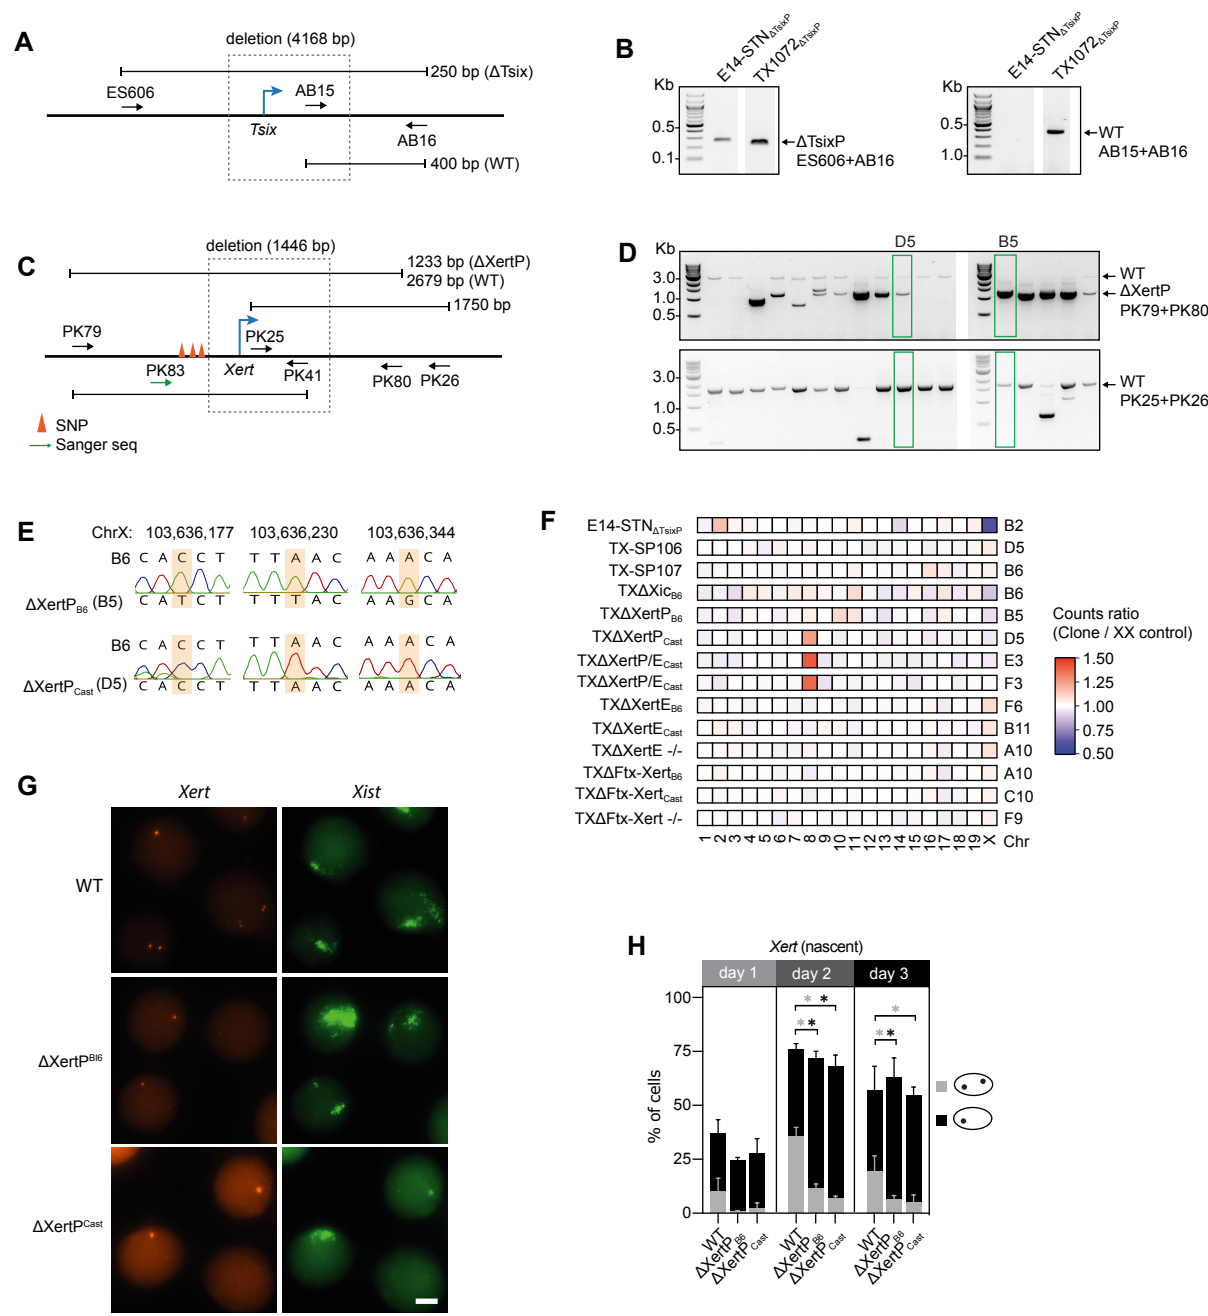 A
deletion (4168 bp)
250 bp (ΔTsix)
ES606
AB15
Tsix
AB16
400 bp (WT)
B
E14-STNΔTsixP
TX1072ΔTsixP
Kb
0.5
0.1
ΔTsixP
ES606+AB16
E14-STNΔTsixP
TX1072ΔTsixP
Kb
0.5
1.0
WT
AB15+AB16
C
deletion (1446 bp)
1233 bp (ΔXertP)
2679 bp (WT)
1750 bp
PK79
PK25
PK83
Xert
PK41
PK80
PK26
SNP
Sanger seq
D
Kb
D5
B5
3.0
1.0
0.5
WT
ΔXertP
PK79+PK80
3.0
1.0
0.5
WT
PK25+PK26
E
ChrX: 103,636,177 103,636,230 103,636,344
B6 C A C C T T T A A C A A A C A
ΔXertPB6 (B5)
C A T C T T T T A C A A G C A
B6 C A C C T T T A A C A A A C A
ΔXertPCast (D5)
C A C C T T T A A C A A A C A
F
E14-STNΔTsixP B2
TX-SP106 D5
TX-SP107 B6
TXΔXicB6 B6
TXΔXertPB6 B5
TXΔXertPCast D5
TXΔXertP/ECast E3
TXΔXertP/ECast F3
TXΔXertEB6 F6
TXΔXertECast B11
TXΔXertE -/- A10
TXΔFtx-XertB6 A10
TXΔFtx-XertCast C10
TXΔFtx-Xert -/- F9
1 2 3 4 5 6 7 8 9 10 11 12 13 14 15 16 17 18 19 X Chr
Counts ratio
(Clone / XX control)
1.50
1.25
1.00
0.75
0.50
G
Xert Xist
WT
ΔXertPBl6
ΔXertPCast
H
Xert (nascent)
day 1 day 2 day 3
* * *
* * * *
% of cells
100
75
50
25
0
WT ΔXertPB6 ΔXertPCast WT ΔXertPB6 ΔXertPCast WT ΔXertPB6 ΔXertPCast